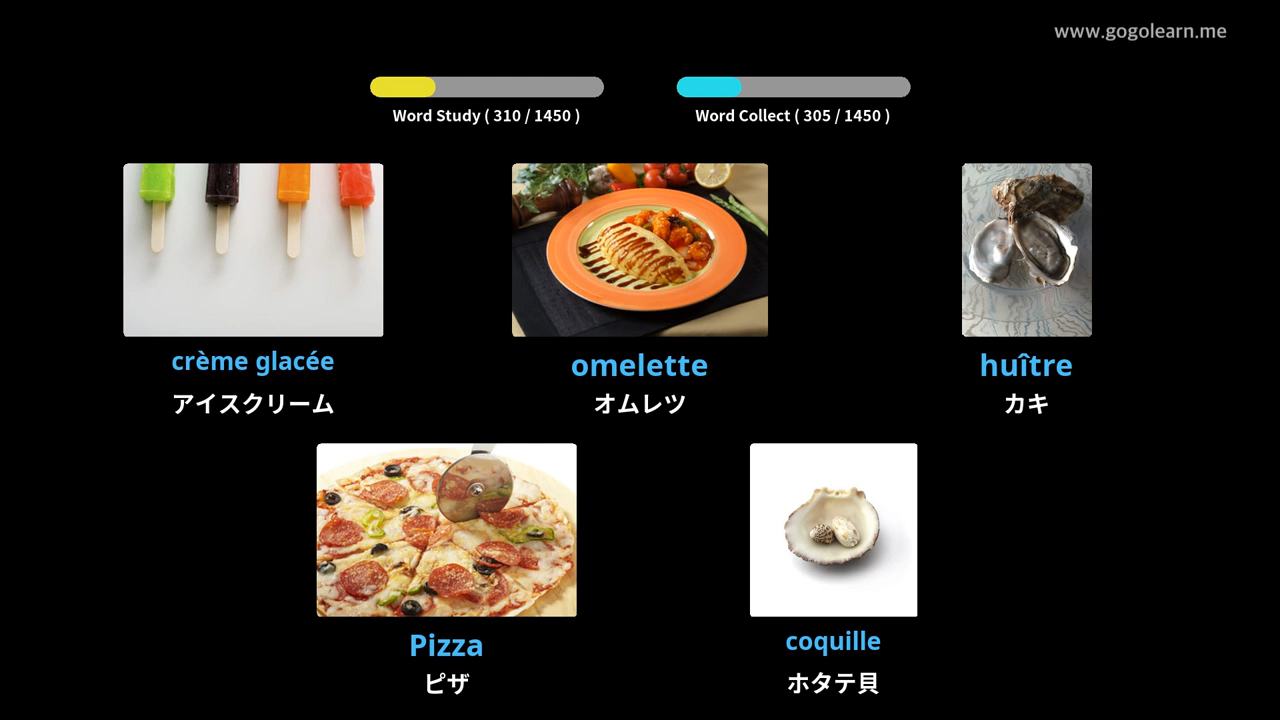 www.gogolearn.me
Word Study ( 310 / 1450 )
Word Collect ( 305 / 1450 )
crème glacée
アイスクリーム
omelette
オムレツ
huître
カキ
Pizza
ピザ
coquille
ホタテ貝